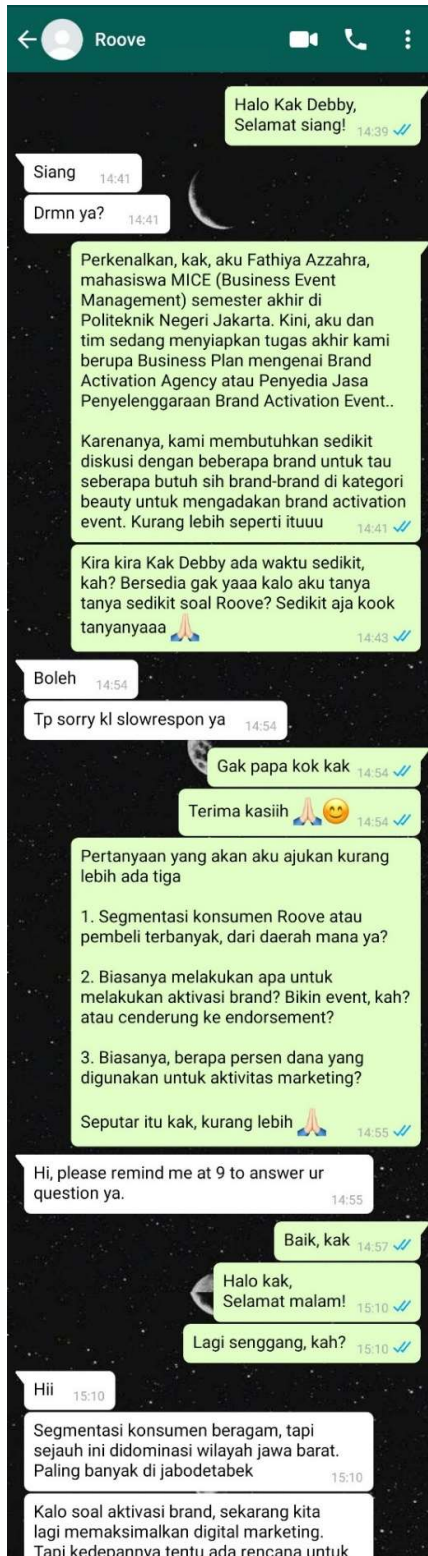 Roove
Halo Kak Debby,
Selamat siang! 14:39
Siang 14:41
Drmn ya? 14:41
Perkenalkan, kak, aku Fathiya Azzahra,
mahasiswa MICE (Business Event
Management) semester akhir di
Politeknik Negeri Jakarta. Kini, aku dan
tim sedang menyiapkan tugas akhir kami
berupa Business Plan mengenai Brand
Activation Agency atau Penyedia Jasa
Penyelenggaraan Brand Activation Event..
Karenanya, kami membutuhkan sedikit
diskusi dengan beberapa brand untuk tau
seberapa butuh sih brand-brand di kategori
beauty untuk mengadakan brand activation
event. Kurang lebih seperti ituuu 14:41
Kira kira Kak Debby ada waktu sedikit,
kah? Bersedia gak yaaa kalo aku tanya
tanya sedikit soal Roove? Sedikit aja kook
tanyanyaaa 🙏🏻 14:43
Boleh 14:54
Tp sorry kl slowrespon ya 14:54
Gak papa kok kak 14:54
Terima kasiih 🙏🏻😊 14:54
Pertanyaan yang akan aku ajukan kurang
lebih ada tiga
1. Segmentasi konsumen Roove atau
pembeli terbanyak, dari daerah mana ya?
2. Biasanya melakukan apa untuk
melakukan aktivasi brand? Bikin event, kah?
atau cenderung ke endorsement?
3. Biasanya, berapa persen dana yang
digunakan untuk aktivitas marketing?
Seputar itu kak, kurang lebih 🙏🏻 14:55
Hi, please remind me at 9 to answer ur
question ya. 14:55
Baik, kak 14:57
Halo kak,
Selamat malam! 15:10
Lagi senggang, kah? 15:10
Hii 15:10
Segmentasi konsumen beragam, tapi
sejauh ini didominasi wilayah jawa barat.
Paling banyak di jabodetabek 15:10
Kalo soal aktivasi brand, sekarang kita
lagi memaksimalkan digital marketing.
Tapi kedepannya tentu ada rencana untuk